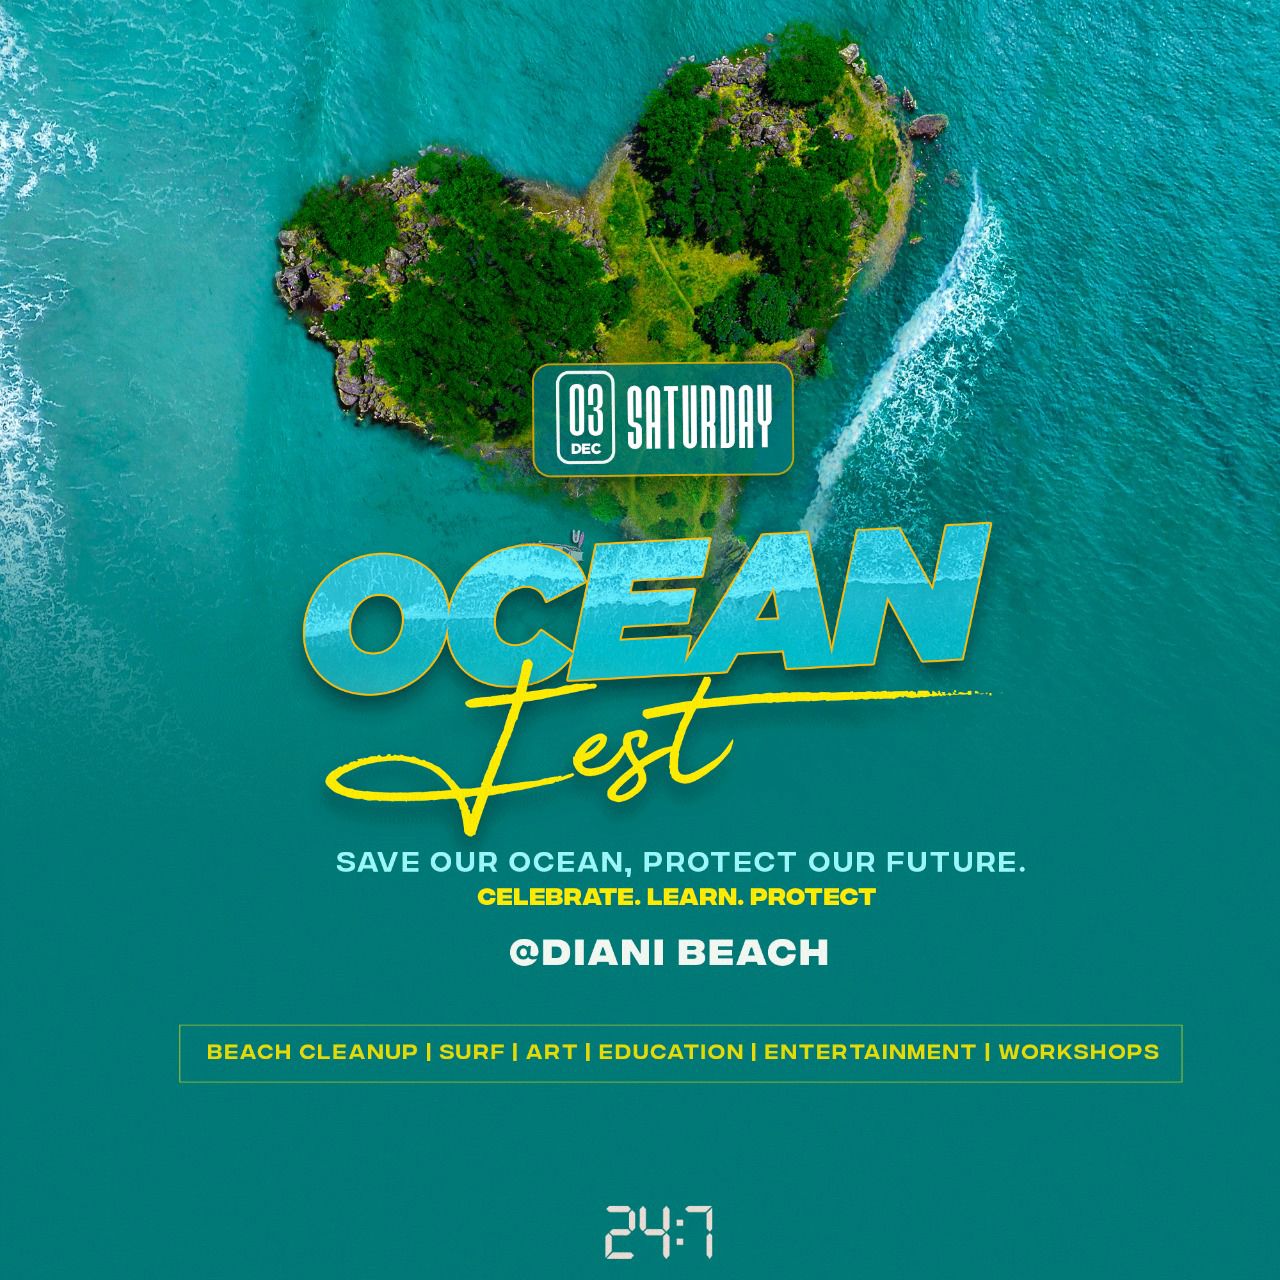 03
DEC
SATURDAY
OCEAN
Fest
SAVE OUR OCEAN, PROTECT OUR FUTURE.
CELEBRATE. LEARN. PROTECT
@DIANI BEACH
BEACH CLEANUP | SURF | ART | EDUCATION | ENTERTAINMENT | WORKSHOPS
24:7